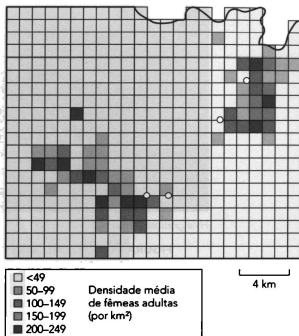 4 km
<49
50–99
100–149
150–199
200–249
Densidade média
de fêmeas adultas
(por km²)